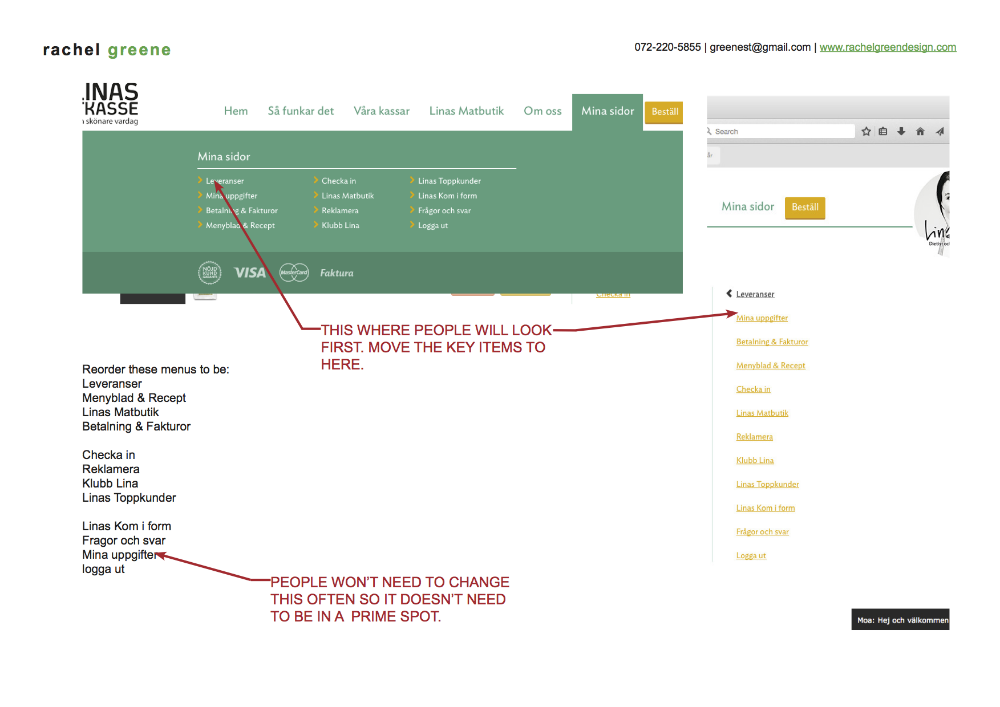 rachel greene
072-220-5855 | greenest@gmail.com | www.rachelgreendesign.com
LINAS
KASSE
skönare vardag
Hem Så funkar det Våra kassar Linas Matbutik Om oss Mina sidor Beställ
Mina sidor
Leveranser Checka in Linas Toppkunder
Mina uppgifter Linas Matbutik Linas Kom i form
Betalning & Fakturor Reklamera Frågor och svar
Menyblad & Recept Klubb Lina Logga ut
NÖJD KUND VISA MasterCard Faktura
Checka in
Search
Mina sidor Beställ
Leveranser
Mina uppgifter
Betalning & Fakturor
Menyblad & Recept
Checka in
Linas Matbutik
Reklamera
Klubb Lina
Linas Toppkunder
Linas Kom i form
Frågor och svar
Logga ut
THIS WHERE PEOPLE WILL LOOK
FIRST. MOVE THE KEY ITEMS TO
HERE.
Reorder these menus to be:
Leveranser
Menyblad & Recept
Linas Matbutik
Betalning & Fakturor
Checka in
Reklamera
Klubb Lina
Linas Toppkunder
Linas Kom i form
Fragor och svar
Mina uppgifter
logga ut
PEOPLE WON'T NEED TO CHANGE
THIS OFTEN SO IT DOESN'T NEED
TO BE IN A PRIME SPOT.
Moa: Hej och välkommen